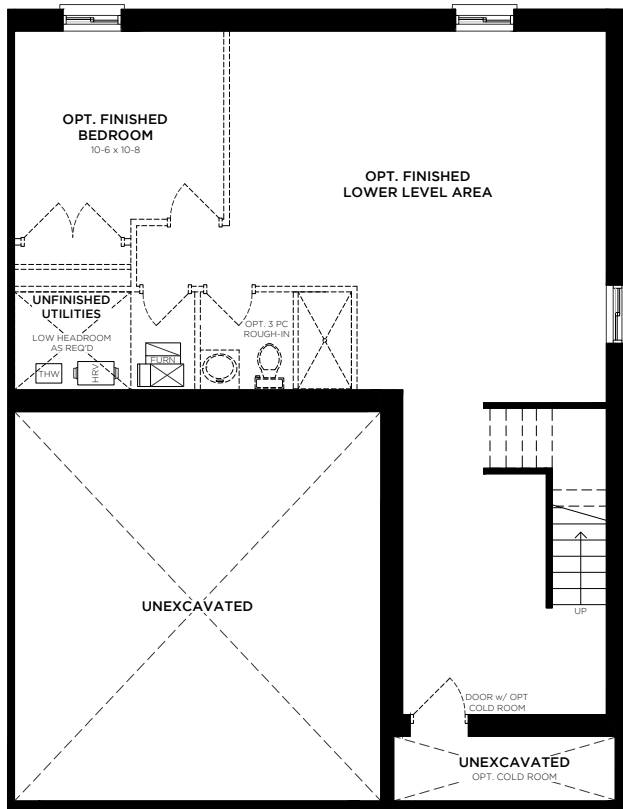 OPT. FINISHED
BEDROOM
10-6 x 10-8
OPT. FINISHED
LOWER LEVEL AREA
UNFINISHED
UTILITIES
LOW HEADROOM
AS REQ'D
THW
HRV
FURN
OPT. 3 PC
ROUGH-IN
UNEXCAVATED
UP
DOOR w/ OPT
COLD ROOM
UNEXCAVATED
OPT. COLD ROOM